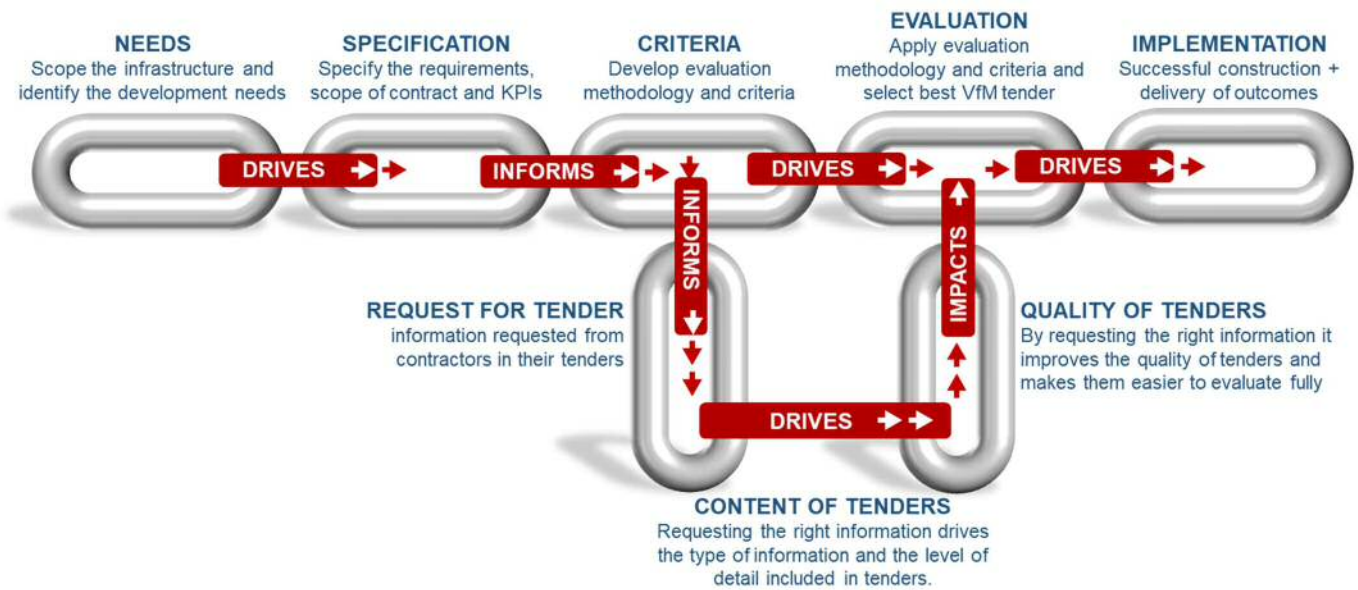 NEEDS
Scope the infrastructure and
identify the development needs
SPECIFICATION
Specify the requirements,
scope of contract and KPIs
CRITERIA
Develop evaluation
methodology and criteria
EVALUATION
Apply evaluation
methodology and criteria and
select best VfM tender
IMPLEMENTATION
Successful construction +
delivery of outcomes
DRIVES
INFORMS
DRIVES
DRIVES
INFORMS
IMPACTS
REQUEST FOR TENDER
information requested from
contractors in their tenders
QUALITY OF TENDERS
By requesting the right information it
improves the quality of tenders and
makes them easier to evaluate fully
DRIVES
CONTENT OF TENDERS
Requesting the right information drives
the type of information and the level of
detail included in tenders.